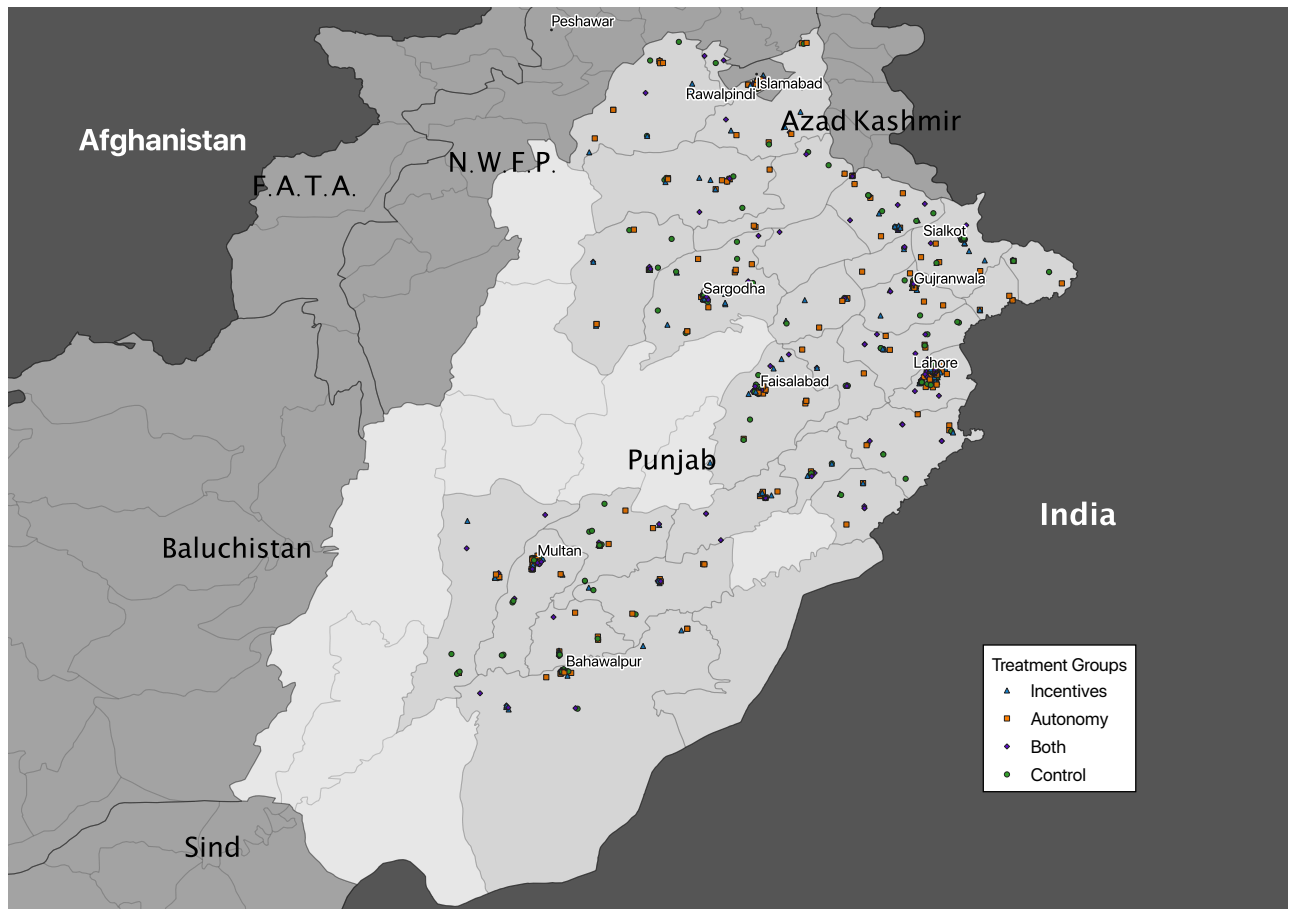 Peshawar
Islamabad
Rawalpindi
Azad Kashmir
Afghanistan
N.W.F.P.
F.A.T.A.
Sialkot
Gujranwala
Sargodha
Lahore
Faisalabad
Punjab
India
Baluchistan
Multan
Bahawalpur
Treatment Groups
Incentives
Autonomy
Both
Control
Sind